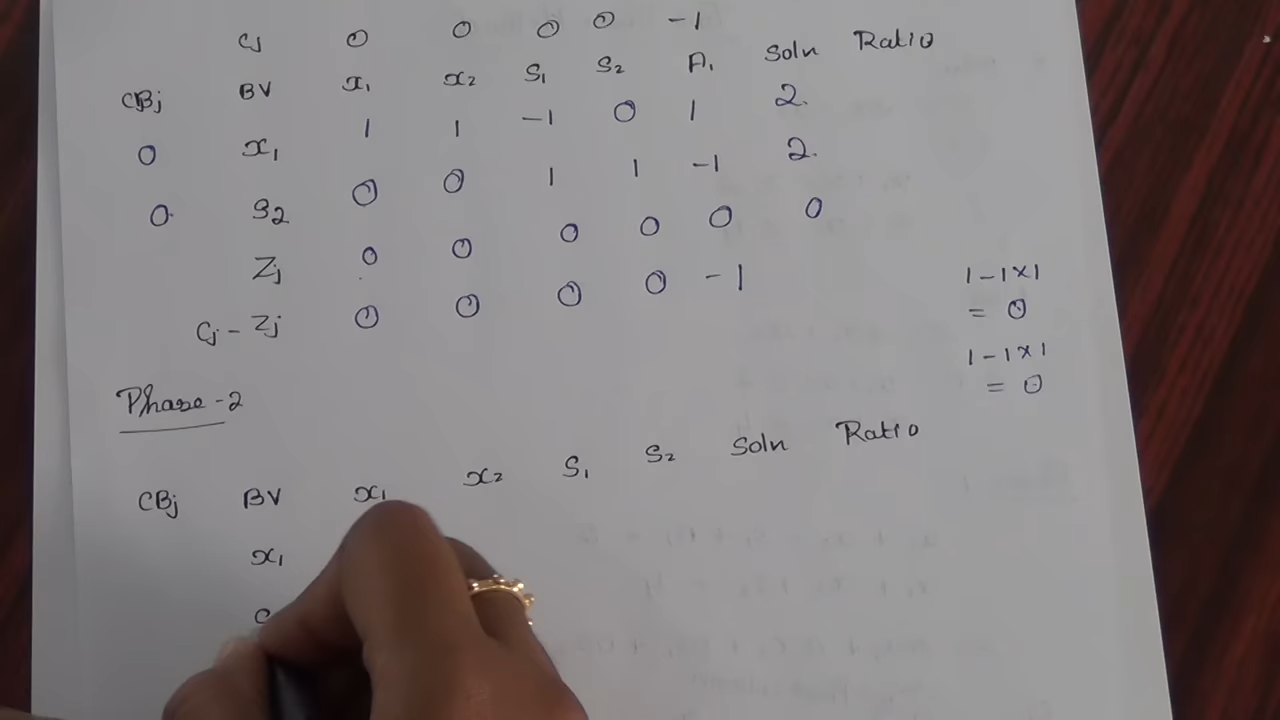 Cj 0 0 0 0 -1
CBj BV x₁ x₂ S₁ S₂ A₁ Soln Ratio
0 x₁ 1 1 -1 0 1 2.
0 S₂ 0 0 1 1 -1 2.
Zj 0 0 0 0 0 0
Cj - Zj 0 0 0 0 -1
1-1×1
= 0
1-1×1
= 0
Phase-2
CBj BV x₁ x₂ S₁ S₂ Soln Ratio
x₁